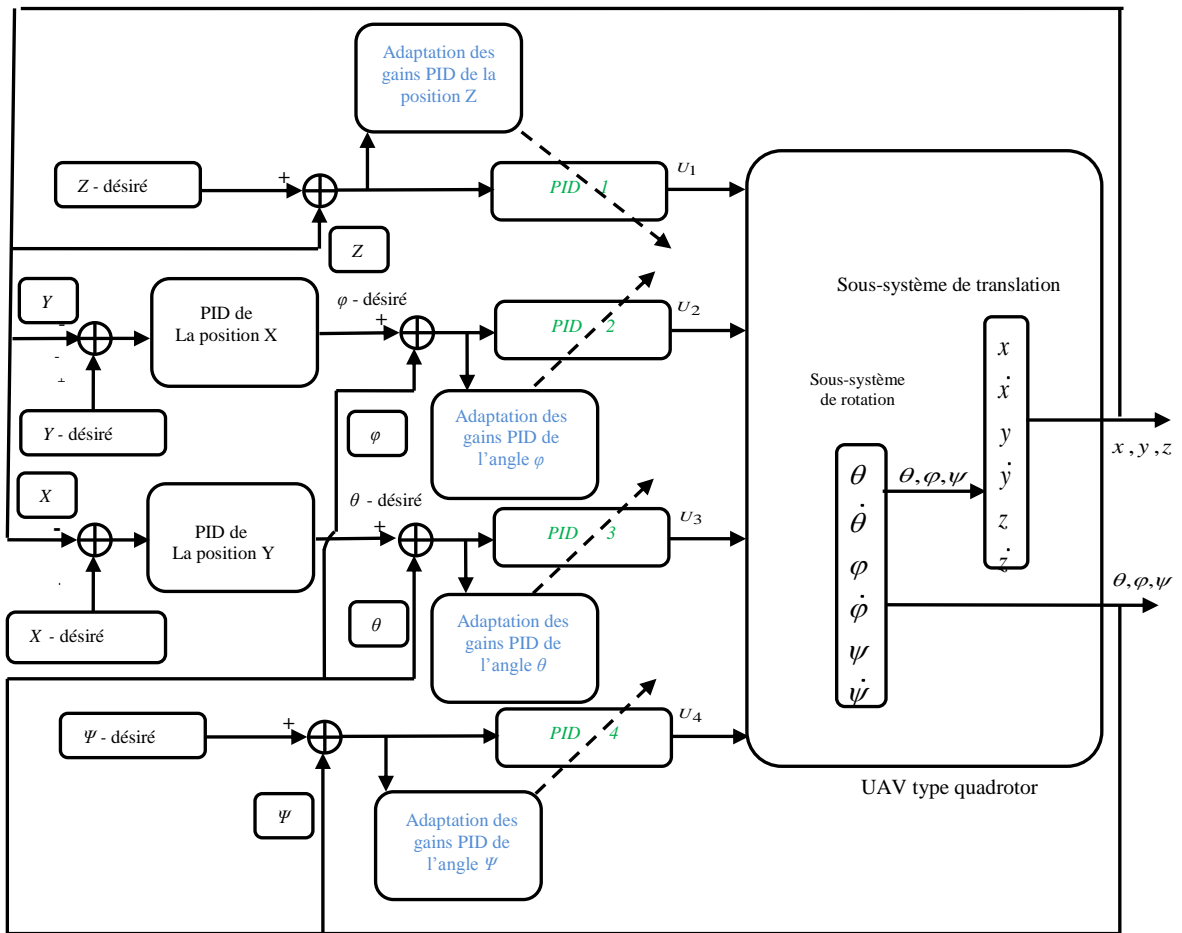 Adaptation des
gains PID de la
position Z
Z - désiré
+
PID 1
U1
Z
Y
-
-
+
PID de
La position X
φ - désiré
+
PID 2
U2
Y - désiré
φ
Adaptation des
gains PID de
l'angle φ
X
-
PID de
La position Y
θ - désiré
+
PID 3
U3
X - désiré
θ
Adaptation des
gains PID de
l'angle θ
Ψ - désiré
+
PID 4
U4
Ψ
Adaptation des
gains PID de
l'angle Ψ
Sous-système de translation
Sous-système
de rotation
θ
θ̇
φ
φ̇
ψ
ψ̇
θ,φ,ψ
x
ẋ
y
ẏ
z
ż
x , y , z
θ,φ,ψ
UAV type quadrotor